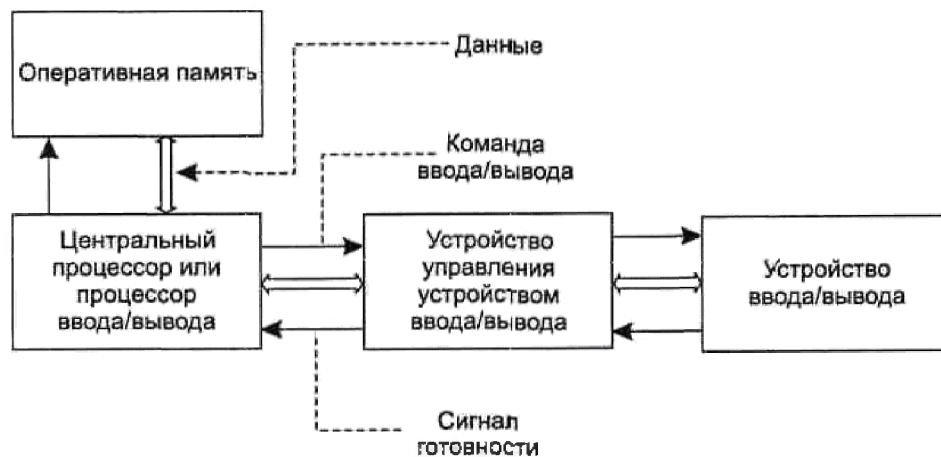 Оперативная память
Данные
Команда
ввода/вывода
Центральный
процессор или
процессор
ввода/вывода
Устройство
управления
устройством
ввода/вывода
Устройство
ввода/вывода
Сигнал
готовности